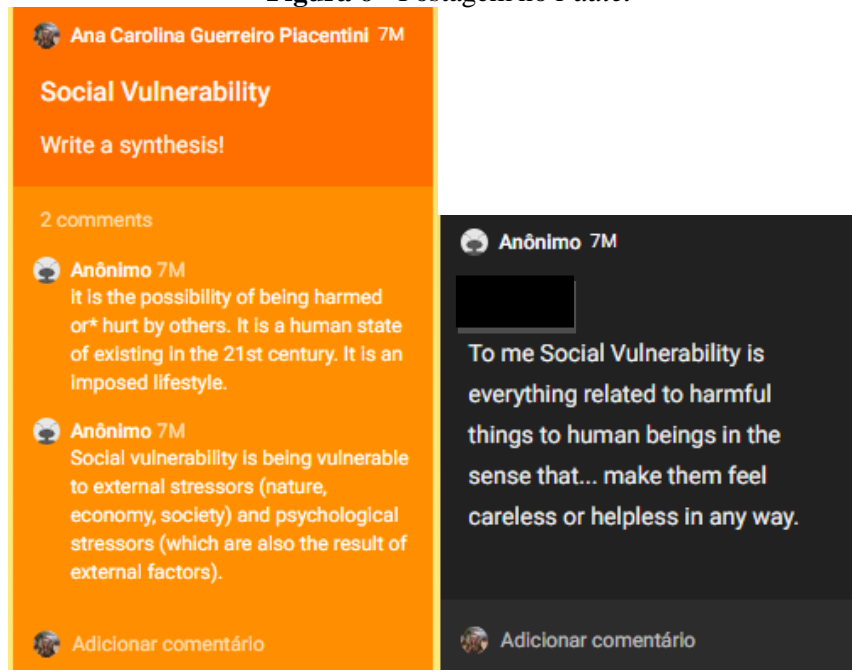 Ana Carolina Guerreiro Piacentini 7M
Social Vulnerability
Write a synthesis!
2 comments
Anônimo 7M
it is the possibility of being harmed
or* hurt by others. It is a human state
of existing in the 21st century. It is an
imposed lifestyle.
Anônimo 7M
Social vulnerability is being vulnerable
to external stressors (nature,
economy, society) and psychological
stressors (which are also the result of
external factors).
Adicionar comentário
Anônimo 7M
To me Social Vulnerability is
everything related to harmful
things to human beings in the
sense that... make them feel
careless or helpless in any way.
Adicionar comentário